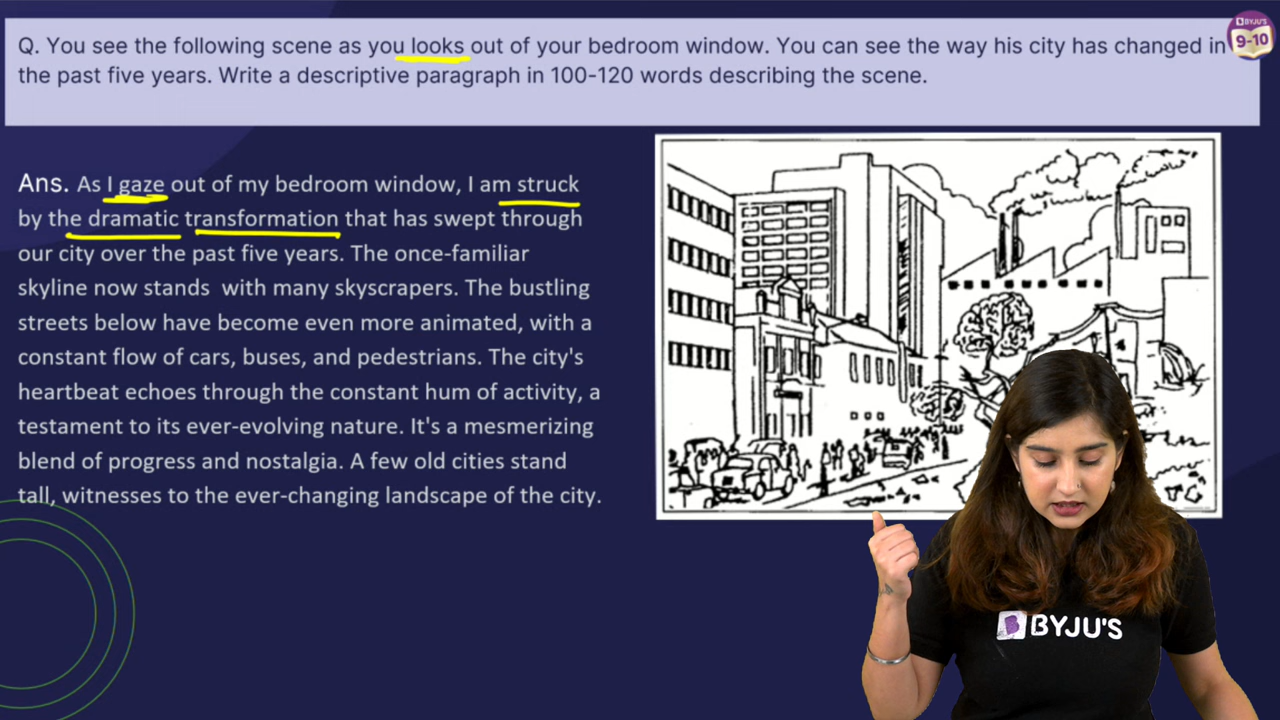 Q. You see the following scene as you looks out of your bedroom window. You can see the way his city has changed in
the past five years. Write a descriptive paragraph in 100-120 words describing the scene.
BYJU'S
9-10
Ans. As I gaze out of my bedroom window, I am struck
by the dramatic transformation that has swept through
our city over the past five years. The once-familiar
skyline now stands with many skyscrapers. The bustling
streets below have become even more animated, with a
constant flow of cars, buses, and pedestrians. The city's
heartbeat echoes through the constant hum of activity, a
testament to its ever-evolving nature. It's a mesmerizing
blend of progress and nostalgia. A few old cities stand
tall, witnesses to the ever-changing landscape of the city.
BYJU'S